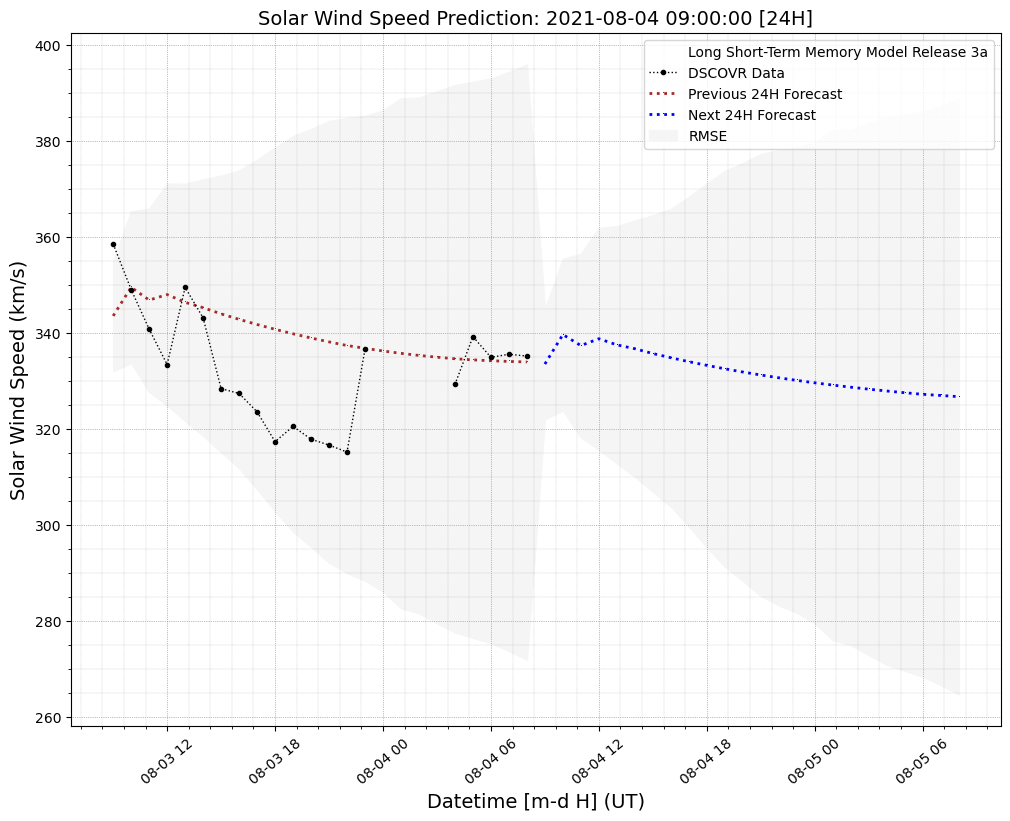 Solar Wind Speed Prediction: 2021-08-04 09:00:00 [24H]
Long Short-Term Memory Model Release 3a
DSCOVR Data
Previous 24H Forecast
Next 24H Forecast
RMSE
Solar Wind Speed (km/s)
400
380
360
340
320
300
280
260
08-03 12
08-03 18
08-04 00
08-04 06
08-04 12
08-04 18
08-05 00
08-05 06
Datetime [m-d H] (UT)